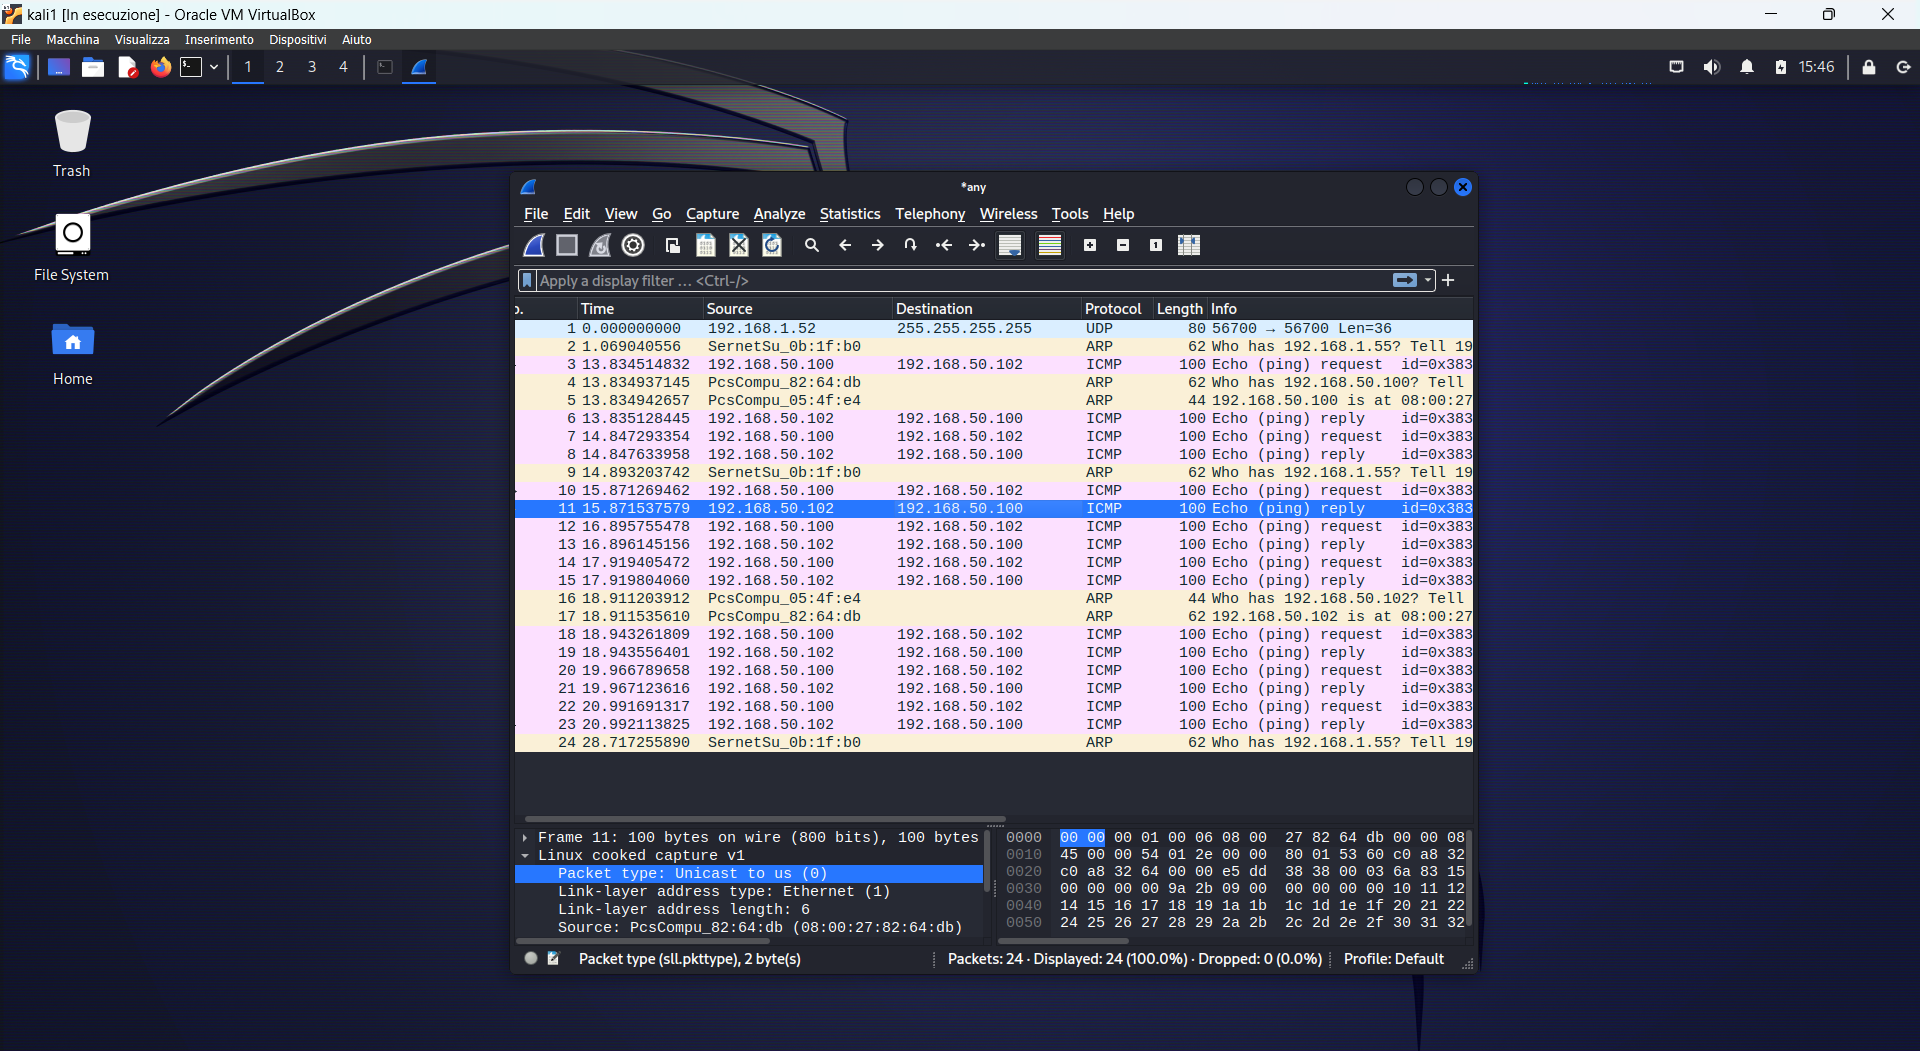 kali1 [In esecuzione] - Oracle VM VirtualBox
File Macchina Visualizza Inserimento Dispositivi Aiuto
1 2 3 4 15:46
Trash
File System
Home
*any
File Edit View Go Capture Analyze Statistics Telephony Wireless Tools Help
Apply a display filter ... <Ctrl-/>
Time Source Destination Protocol Length Info
1 0.000000000 192.168.1.52 255.255.255.255 UDP 80 56700 → 56700 Len=36
2 1.069040556 SernetSu_0b:1f:b0 ARP 62 Who has 192.168.1.55? Tell 19
3 13.834514832 192.168.50.100 192.168.50.102 ICMP 100 Echo (ping) request id=0x383
4 13.834937145 PcsCompu_82:64:db ARP 62 Who has 192.168.50.100? Tell
5 13.834942657 PcsCompu_05:4f:e4 ARP 44 192.168.50.100 is at 08:00:27
6 13.835128445 192.168.50.102 192.168.50.100 ICMP 100 Echo (ping) reply id=0x383
7 14.847293354 192.168.50.100 192.168.50.102 ICMP 100 Echo (ping) request id=0x383
8 14.847633958 192.168.50.102 192.168.50.100 ICMP 100 Echo (ping) reply id=0x383
9 14.893203742 SernetSu_0b:1f:b0 ARP 62 Who has 192.168.1.55? Tell 19
10 15.871269462 192.168.50.100 192.168.50.102 ICMP 100 Echo (ping) request id=0x383
11 15.871537579 192.168.50.102 192.168.50.100 ICMP 100 Echo (ping) reply id=0x383
12 16.895755478 192.168.50.100 192.168.50.102 ICMP 100 Echo (ping) request id=0x383
13 16.896145156 192.168.50.102 192.168.50.100 ICMP 100 Echo (ping) reply id=0x383
14 17.919405472 192.168.50.100 192.168.50.102 ICMP 100 Echo (ping) request id=0x383
15 17.919804060 192.168.50.102 192.168.50.100 ICMP 100 Echo (ping) reply id=0x383
16 18.911203912 PcsCompu_05:4f:e4 ARP 44 Who has 192.168.50.102? Tell
17 18.911535610 PcsCompu_82:64:db ARP 62 192.168.50.102 is at 08:00:27
18 18.943261809 192.168.50.100 192.168.50.102 ICMP 100 Echo (ping) request id=0x383
19 18.943556401 192.168.50.102 192.168.50.100 ICMP 100 Echo (ping) reply id=0x383
20 19.966789658 192.168.50.100 192.168.50.102 ICMP 100 Echo (ping) request id=0x383
21 19.967123616 192.168.50.102 192.168.50.100 ICMP 100 Echo (ping) reply id=0x383
22 20.991691317 192.168.50.100 192.168.50.102 ICMP 100 Echo (ping) request id=0x383
23 20.992113825 192.168.50.102 192.168.50.100 ICMP 100 Echo (ping) reply id=0x383
24 28.717255890 SernetSu_0b:1f:b0 ARP 62 Who has 192.168.1.55? Tell 19
Frame 11: 100 bytes on wire (800 bits), 100 bytes
Linux cooked capture v1
Packet type: Unicast to us (0)
Link-layer address type: Ethernet (1)
Link-layer address length: 6
Source: PcsCompu_82:64:db (08:00:27:82:64:db)
0000 00 00 00 01 00 06 08 00 27 82 64 db 00 00 08
0010 45 00 00 54 01 2e 00 00 80 01 53 60 c0 a8 32
0020 c0 a8 32 64 00 00 e5 dd 38 38 00 03 6a 83 15
0030 00 00 00 00 9a 2b 09 00 00 00 00 00 10 11 12
0040 14 15 16 17 18 19 1a 1b 1c 1d 1e 1f 20 21 22
0050 24 25 26 27 28 29 2a 2b 2c 2d 2e 2f 30 31 32
Packet type (sll.pkttype), 2 byte(s)
Packets: 24 · Displayed: 24 (100.0%) · Dropped: 0 (0.0%)
Profile: Default